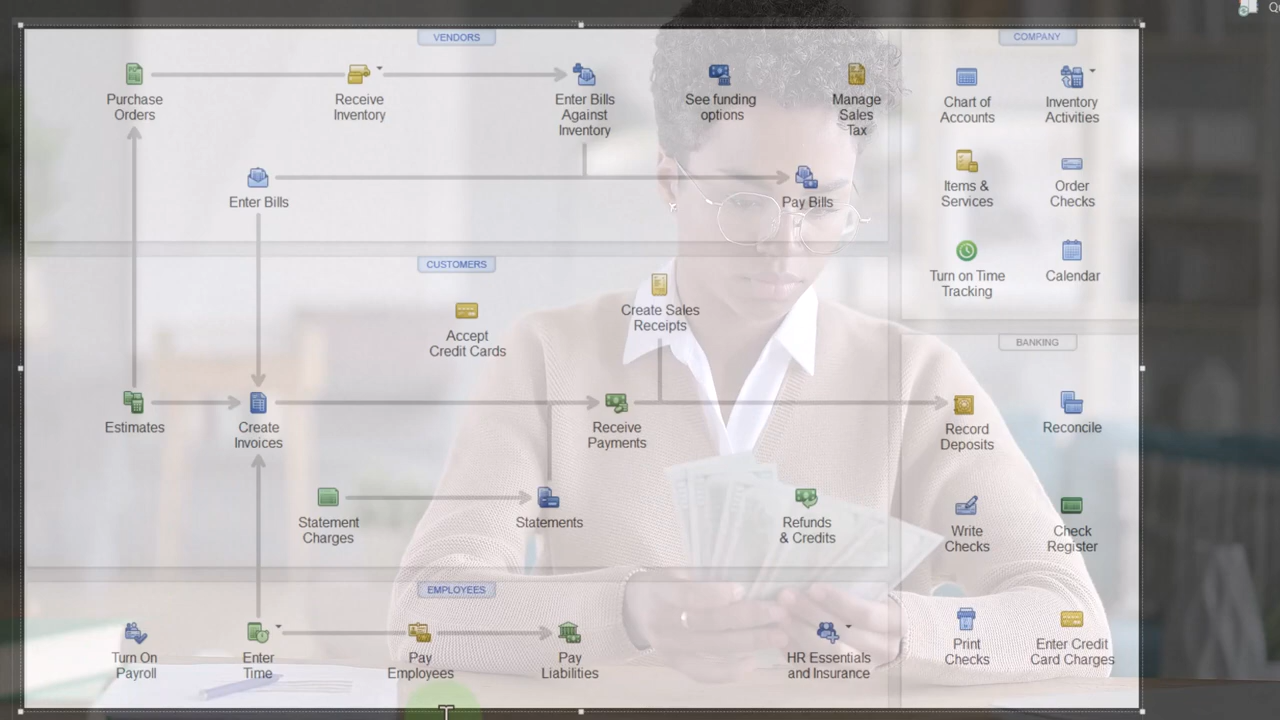 Qu
VENDORS
COMPANY
Purchase
Orders
Receive
Inventory
Enter Bills
Against
Inventory
See funding
options
Manage
Sales
Tax
Chart of
Accounts
Inventory
Activities
Enter Bills
Pay Bills
Items &
Services
Order
Checks
CUSTOMERS
Turn on Time
Tracking
Calendar
Accept
Credit Cards
Create Sales
Receipts
BANKING
Estimates
Create
Invoices
Receive
Payments
Record
Deposits
Reconcile
Statement
Charges
Statements
Refunds
& Credits
Write
Checks
Check
Register
EMPLOYEES
Turn On
Payroll
Enter
Time
Pay
Employees
Pay
Liabilities
HR Essentials
and Insurance
Print
Checks
Enter Credit
Card Charges